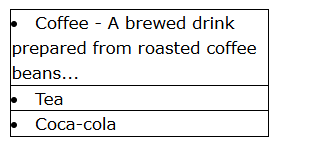 • Coffee - A brewed drink
prepared from roasted coffee
beans...
• Tea
• Coca-cola